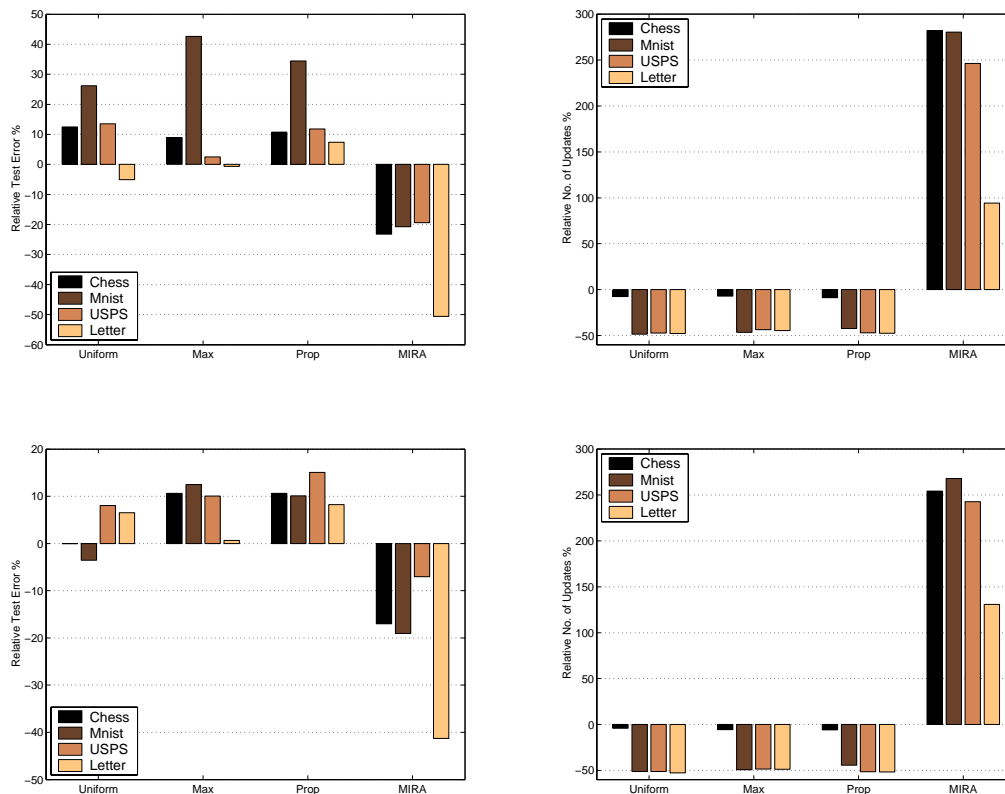 50
40
30
20
10
0
−10
−20
−30
−40
−50
−60
Relative Test Error %
Chess
Mnist
USPS
Letter
Uniform Max Prop MIRA
300
250
200
150
100
50
0
−50
Relative No. of Updates %
Chess
Mnist
USPS
Letter
Uniform Max Prop MIRA
20
10
0
−10
−20
−30
−40
−50
Relative Test Error %
Chess
Mnist
USPS
Letter
Uniform Max Prop MIRA
300
250
200
150
100
50
0
−50
Relative No. of Updates %
Chess
Mnist
USPS
Letter
Uniform Max Prop MIRA